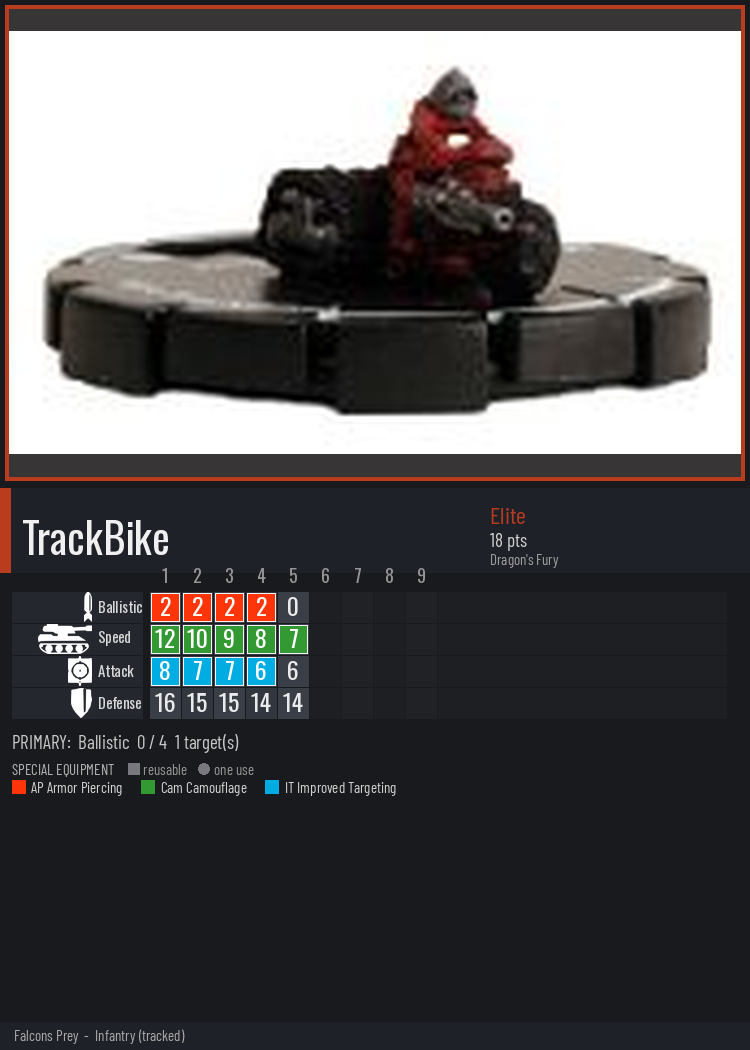 TrackBike
Elite
18 pts
Dragon's Fury
1 2 3 4 5 6 7 8 9
Ballistic 2 2 2 2 0
Speed 12 10 9 8 7
Attack 8 7 7 6 6
Defense 16 15 15 14 14
PRIMARY: Ballistic 0 / 4 1 target(s)
SPECIAL EQUIPMENT reusable one use
AP Armor Piercing Cam Camouflage IT Improved Targeting
Falcons Prey - Infantry (tracked)